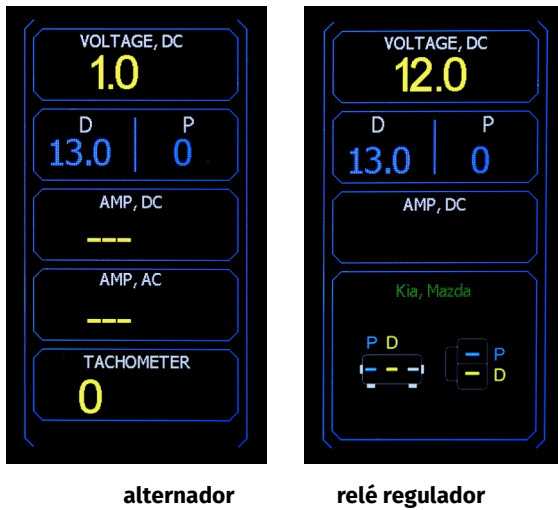 VOLTAGE, DC
1.0
D P
13.0 0
AMP, DC
---
AMP, AC
---
TACHOMETER
0
alternador
VOLTAGE, DC
12.0
D P
13.0 0
AMP, DC
Kia, Mazda
P D
P
D
relé regulador